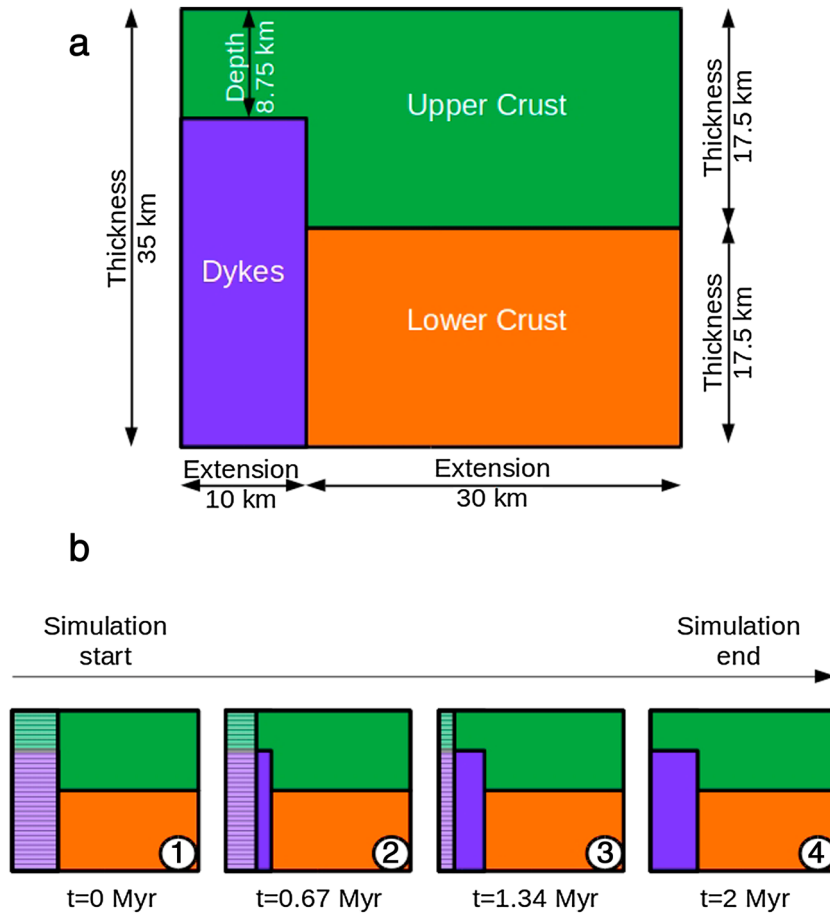 a
Depth
8.75 km
Upper Crust
Thickness
17.5 km
Thickness
35 km
Dykes
Lower Crust
Thickness
17.5 km
Extension
10 km
Extension
30 km
b
Simulation
start
Simulation
end
1
2
3
4
t=0 Myr
t=0.67 Myr
t=1.34 Myr
t=2 Myr